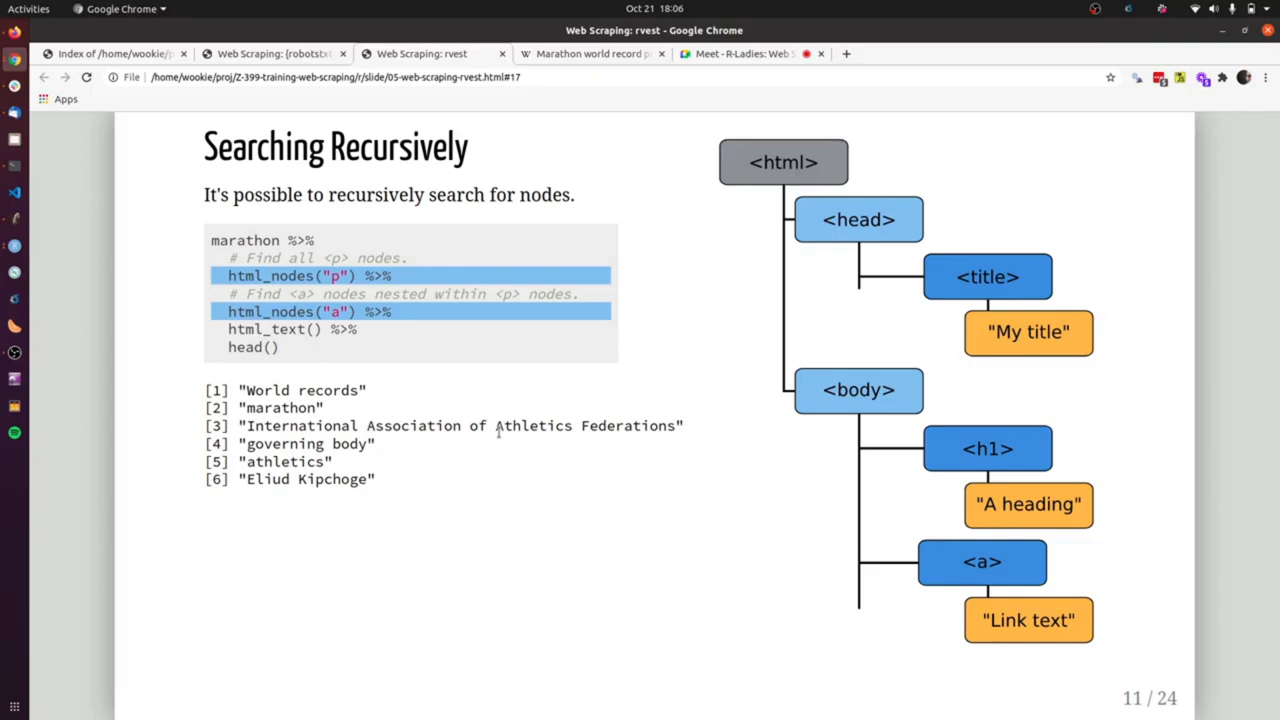 Activities
Google Chrome
Oct 21 18:06
Web Scraping: rvest - Google Chrome
Index of /home/wookie/p
Web Scraping: {robotstxt
Web Scraping: rvest
W Marathon world record p
Meet - R-Ladies: Web S
File
/home/wookie/proj/Z-399-training-web-scraping/r/slide/05-web-scraping-rvest.html#17
Apps
Searching Recursively
It's possible to recursively search for nodes.
marathon %>%
# Find all <p> nodes.
html_nodes("p") %>%
# Find <a> nodes nested within <p> nodes.
html_nodes("a") %>%
html_text() %>%
head()
[1] "World records"
[2] "marathon"
[3] "International Association of Athletics Federations"
[4] "governing body"
[5] "athletics"
[6] "Eliud Kipchoge"
<html>
<head>
<title>
"My title"
<body>
<h1>
"A heading"
<a>
"Link text"
11 / 24